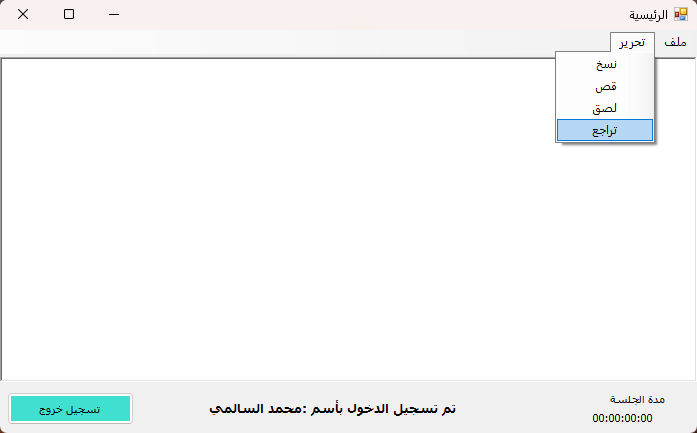 الرئيسية
ملف تحرير
نسخ
قص
لصق
تراجع
مدة الجلسة
00:00:00:00
تم تسجيل الدخول بأسم :محمد السالمي
تسجيل خروج